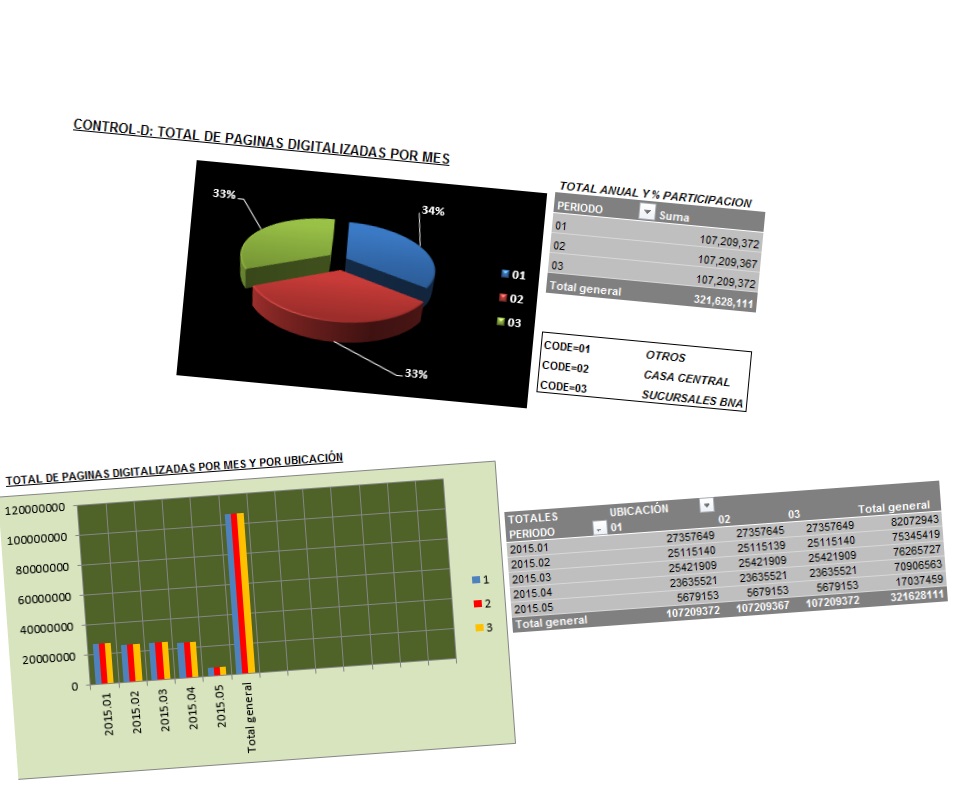 CONTROL-D: TOTAL DE PAGINAS DIGITALIZADAS POR MES
33%
34%
33%
01
02
03
TOTAL ANUAL Y % PARTICIPACION
PERIODO Suma
01 107,209,372
02 107,209,367
03 107,209,372
Total general 321,628,111
CODE=01 OTROS
CODE=02 CASA CENTRAL
CODE=03 SUCURSALES BNA
TOTAL DE PAGINAS DIGITALIZADAS POR MES Y POR UBICACIÓN
120000000
100000000
80000000
60000000
40000000
20000000
0
2015.01
2015.02
2015.03
2015.04
2015.05
Total general
1
2
3
TOTALES UBICACIÓN
PERIODO 01 02 03 Total general
2015.01 27357649 27357645 27357649 82072943
2015.02 25115140 25115139 25115140 75345419
2015.03 25421909 25421909 25421909 76265727
2015.04 23635521 23635521 23635521 70906563
2015.05 5679153 5679153 5679153 17037459
Total general 107209372 107209367 107209372 321628111